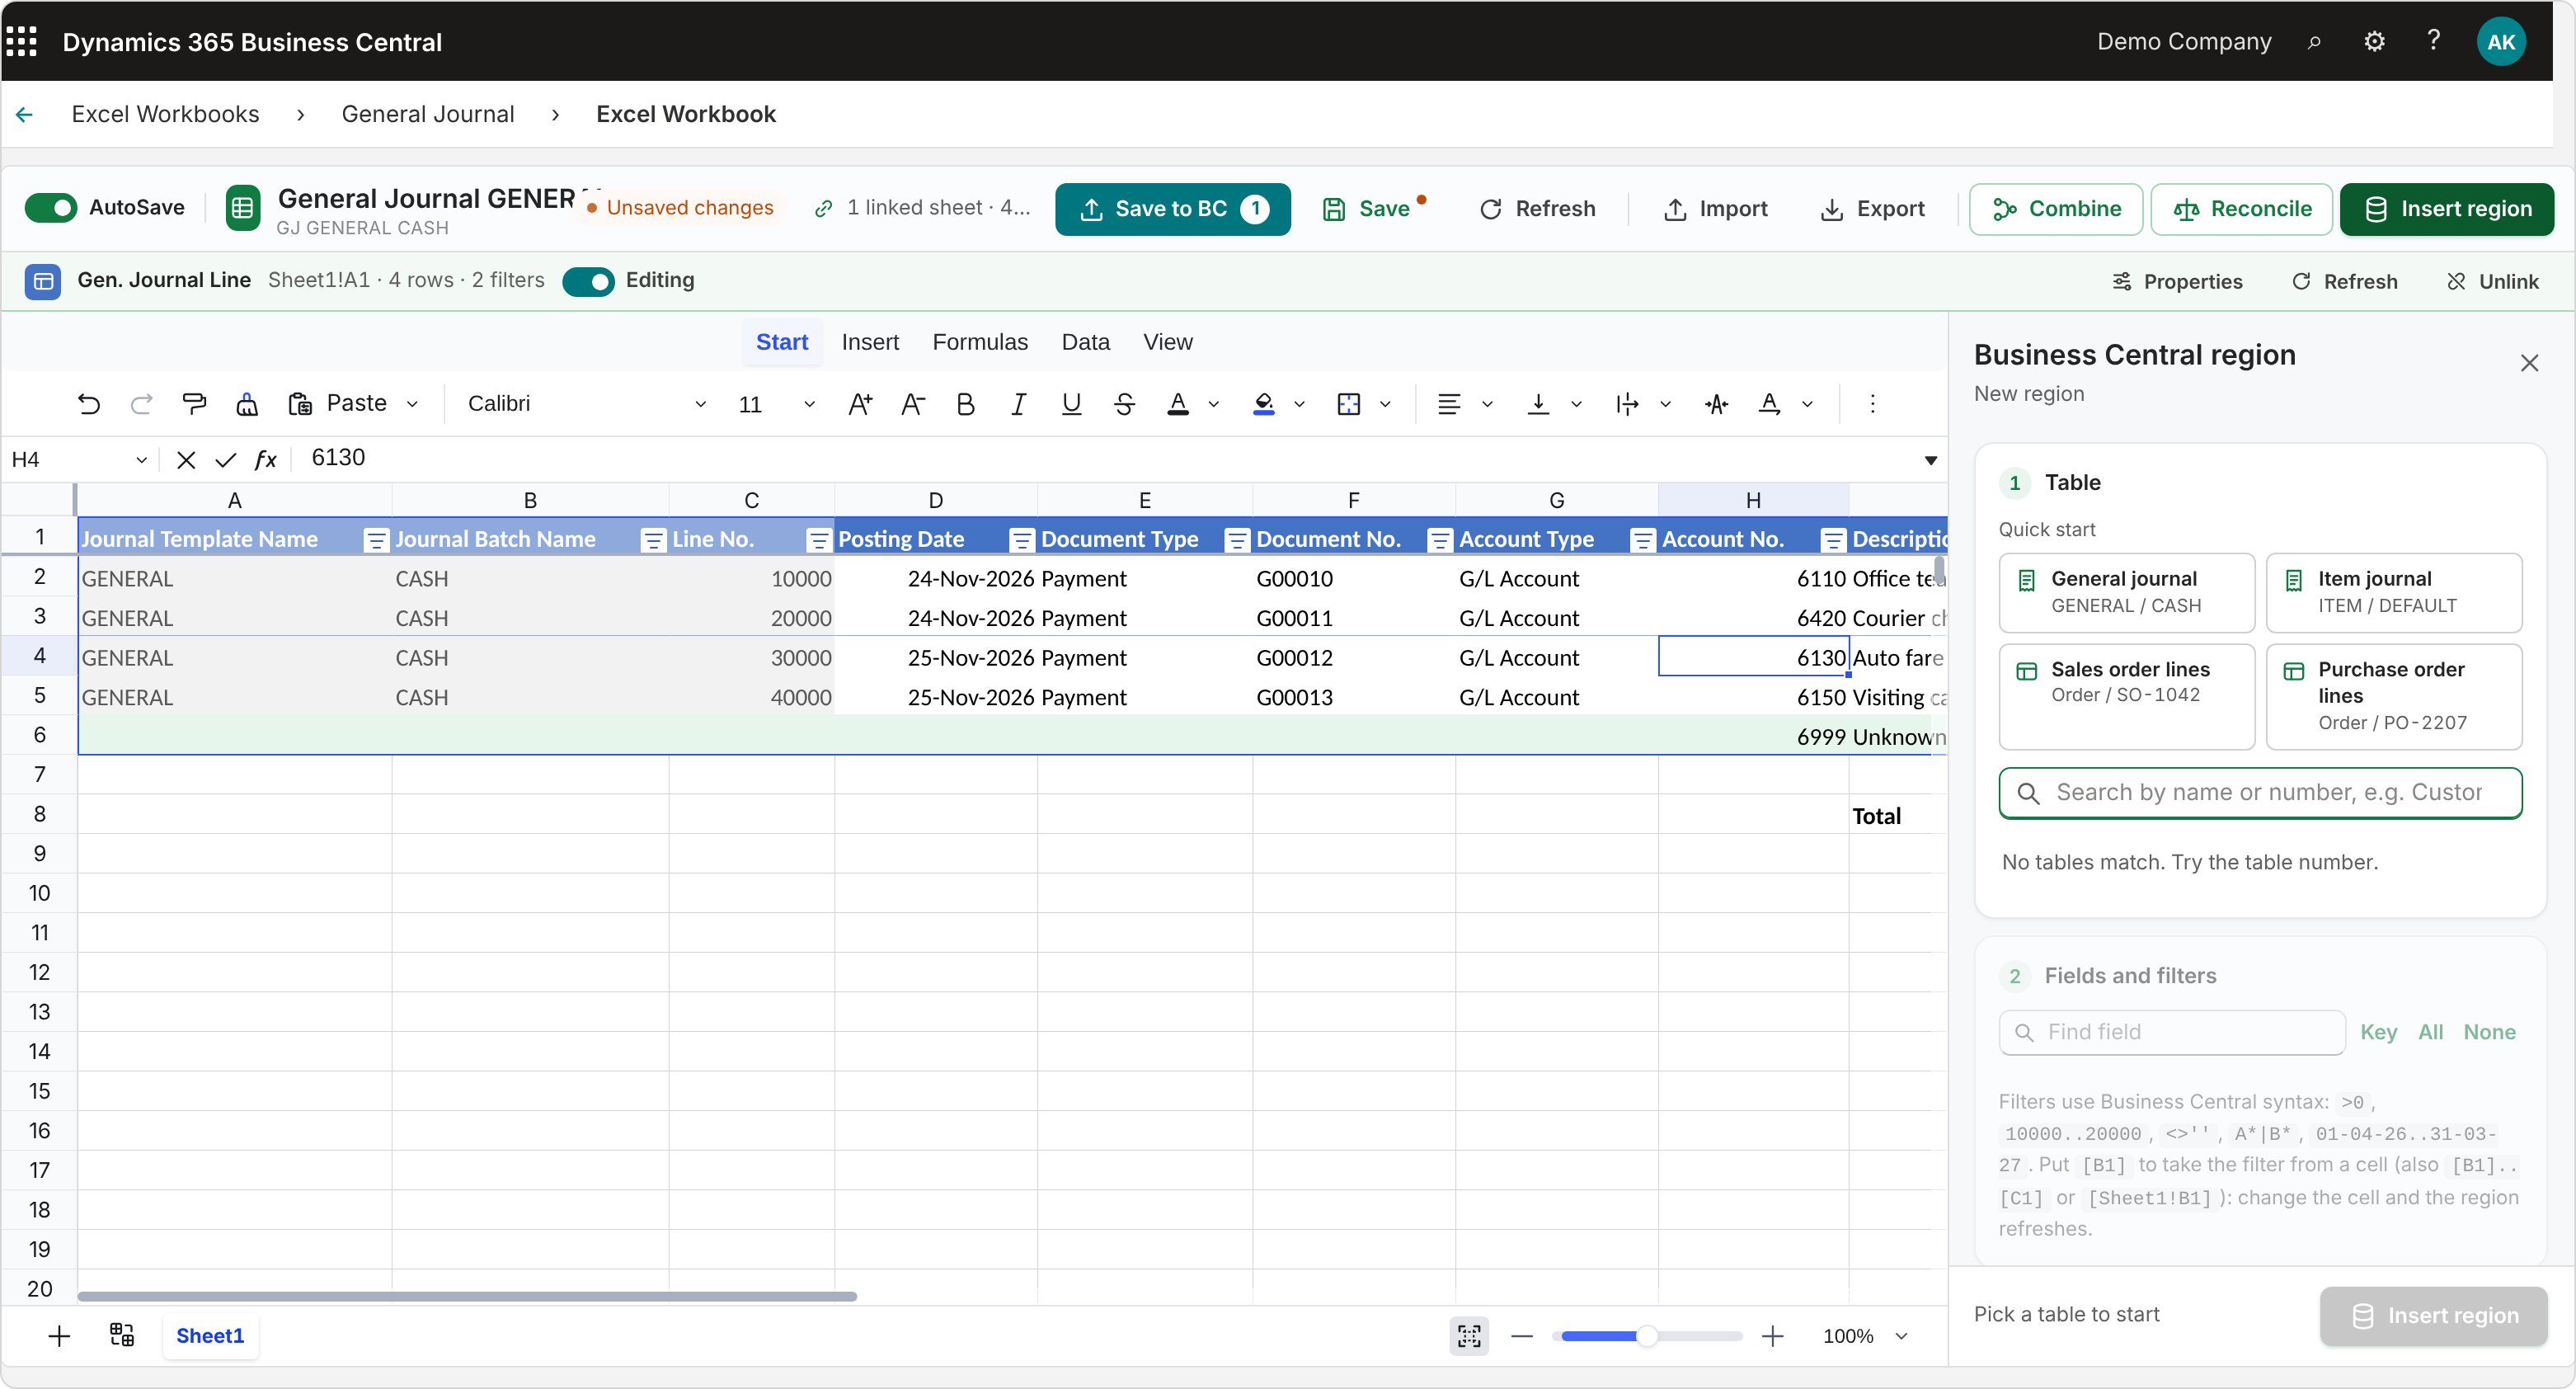 Dynamics 365 Business Central
Demo Company
?
AK
Excel Workbooks › General Journal › Excel Workbook
AutoSave
General Journal GENER
GJ GENERAL CASH
Unsaved changes
1 linked sheet · 4...
Save to BC 1
Save
Refresh
Import
Export
Combine
Reconcile
Insert region
Gen. Journal Line Sheet1!A1 · 4 rows · 2 filters Editing
Properties
Refresh
Unlink
Start Insert Formulas Data View
Paste
Calibri
11
H4
fx
6130
A B C D E F G H
1 Journal Template Name Journal Batch Name Line No. Posting Date Document Type Document No. Account Type Account No. Descriptio
2 GENERAL CASH 10000 24-Nov-2026 Payment G00010 G/L Account 6110 Office tea
3 GENERAL CASH 20000 24-Nov-2026 Payment G00011 G/L Account 6420 Courier ch
4 GENERAL CASH 30000 25-Nov-2026 Payment G00012 G/L Account 6130 Auto fare
5 GENERAL CASH 40000 25-Nov-2026 Payment G00013 G/L Account 6150 Visiting ca
6 6999 Unknown
7
8 Total
9
10
11
12
13
14
15
16
17
18
19
20
Sheet1
100%
Business Central region
New region
1 Table
Quick start
General journal
GENERAL / CASH
Item journal
ITEM / DEFAULT
Sales order lines
Order / SO-1042
Purchase order
lines
Order / PO-2207
Search by name or number, e.g. Custor
No tables match. Try the table number.
2 Fields and filters
Find field
Key All None
Filters use Business Central syntax: >0 ,
10000..20000 , <>'' , A*|B* , 01-04-26..31-03-
27 . Put [B1] to take the filter from a cell (also [B1]..
[C1] or [Sheet1!B1] ): change the cell and the region
refreshes.
Pick a table to start
Insert region